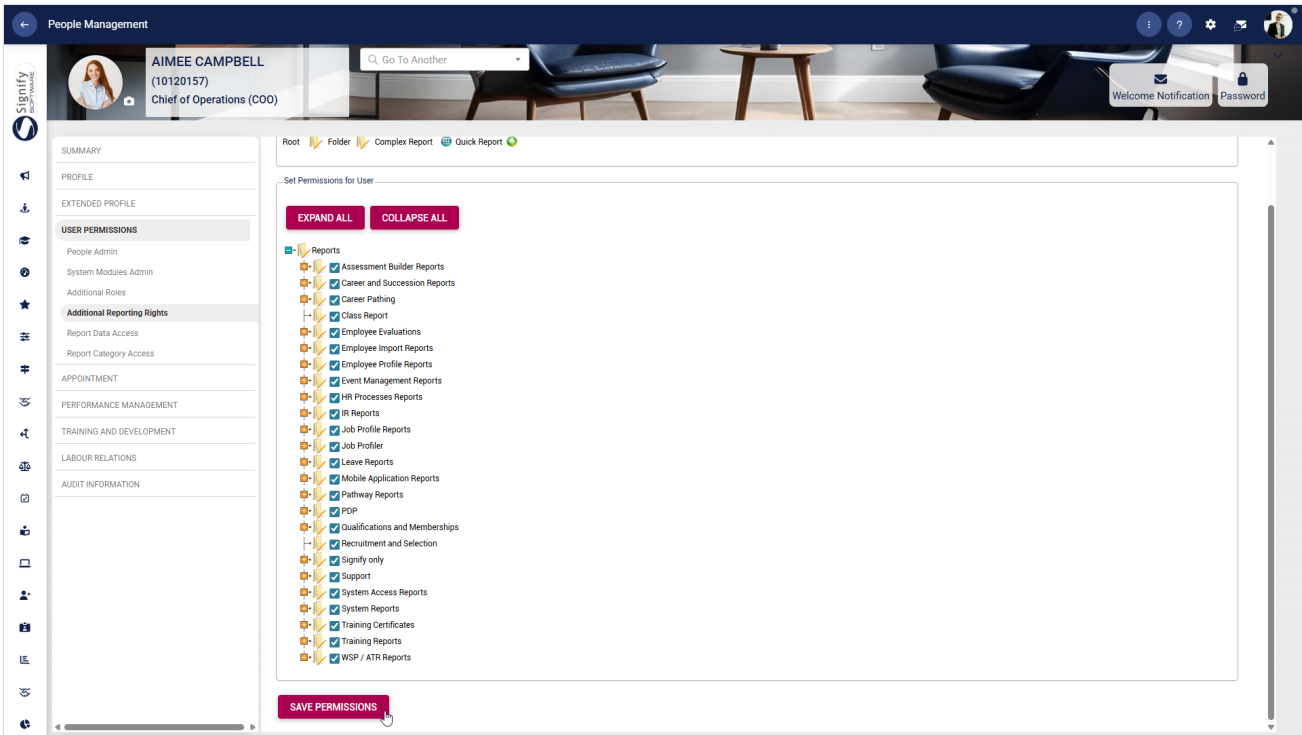 People Management
?
AIMEE CAMPBELL
(10120157)
Chief of Operations (COO)
Go To Another
Welcome Notification
Password
Signify
SOFTWARE
SUMMARY
PROFILE
EXTENDED PROFILE
USER PERMISSIONS
People Admin
System Modules Admin
Additional Roles
Additional Reporting Rights
Report Data Access
Report Category Access
APPOINTMENT
PERFORMANCE MANAGEMENT
TRAINING AND DEVELOPMENT
LABOUR RELATIONS
AUDIT INFORMATION
Root Folder Complex Report Quick Report
Set Permissions for User
EXPAND ALL COLLAPSE ALL
Reports
Assessment Builder Reports
Career and Succession Reports
Career Pathing
Class Report
Employee Evaluations
Employee Import Reports
Employee Profile Reports
Event Management Reports
HR Processes Reports
IR Reports
Job Profile Reports
Job Profiler
Leave Reports
Mobile Application Reports
Pathway Reports
PDP
Qualifications and Memberships
Recruitment and Selection
Signify only
Support
System Access Reports
System Reports
Training Certificates
Training Reports
WSP / ATR Reports
SAVE PERMISSIONS